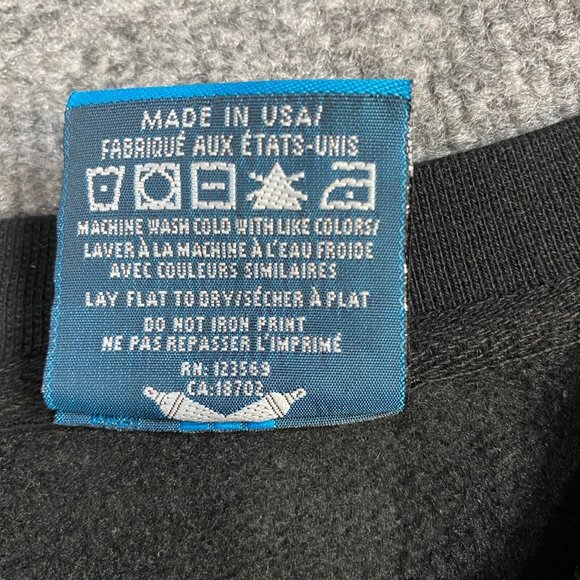 MADE IN USA/
FABRIQUÉ AUX ÉTATS-UNIS
MACHINE WASH COLD WITH LIKE COLORS/
LAVER À LA MACHINE À L'EAU FROIDE
AVEC COULEURS SIMILAIRES
LAY FLAT TO DRY/SÉCHER À PLAT
DO NOT IRON PRINT
NE PAS REPASSER L'IMPRIMÉ
RN: 123569
CA:18702